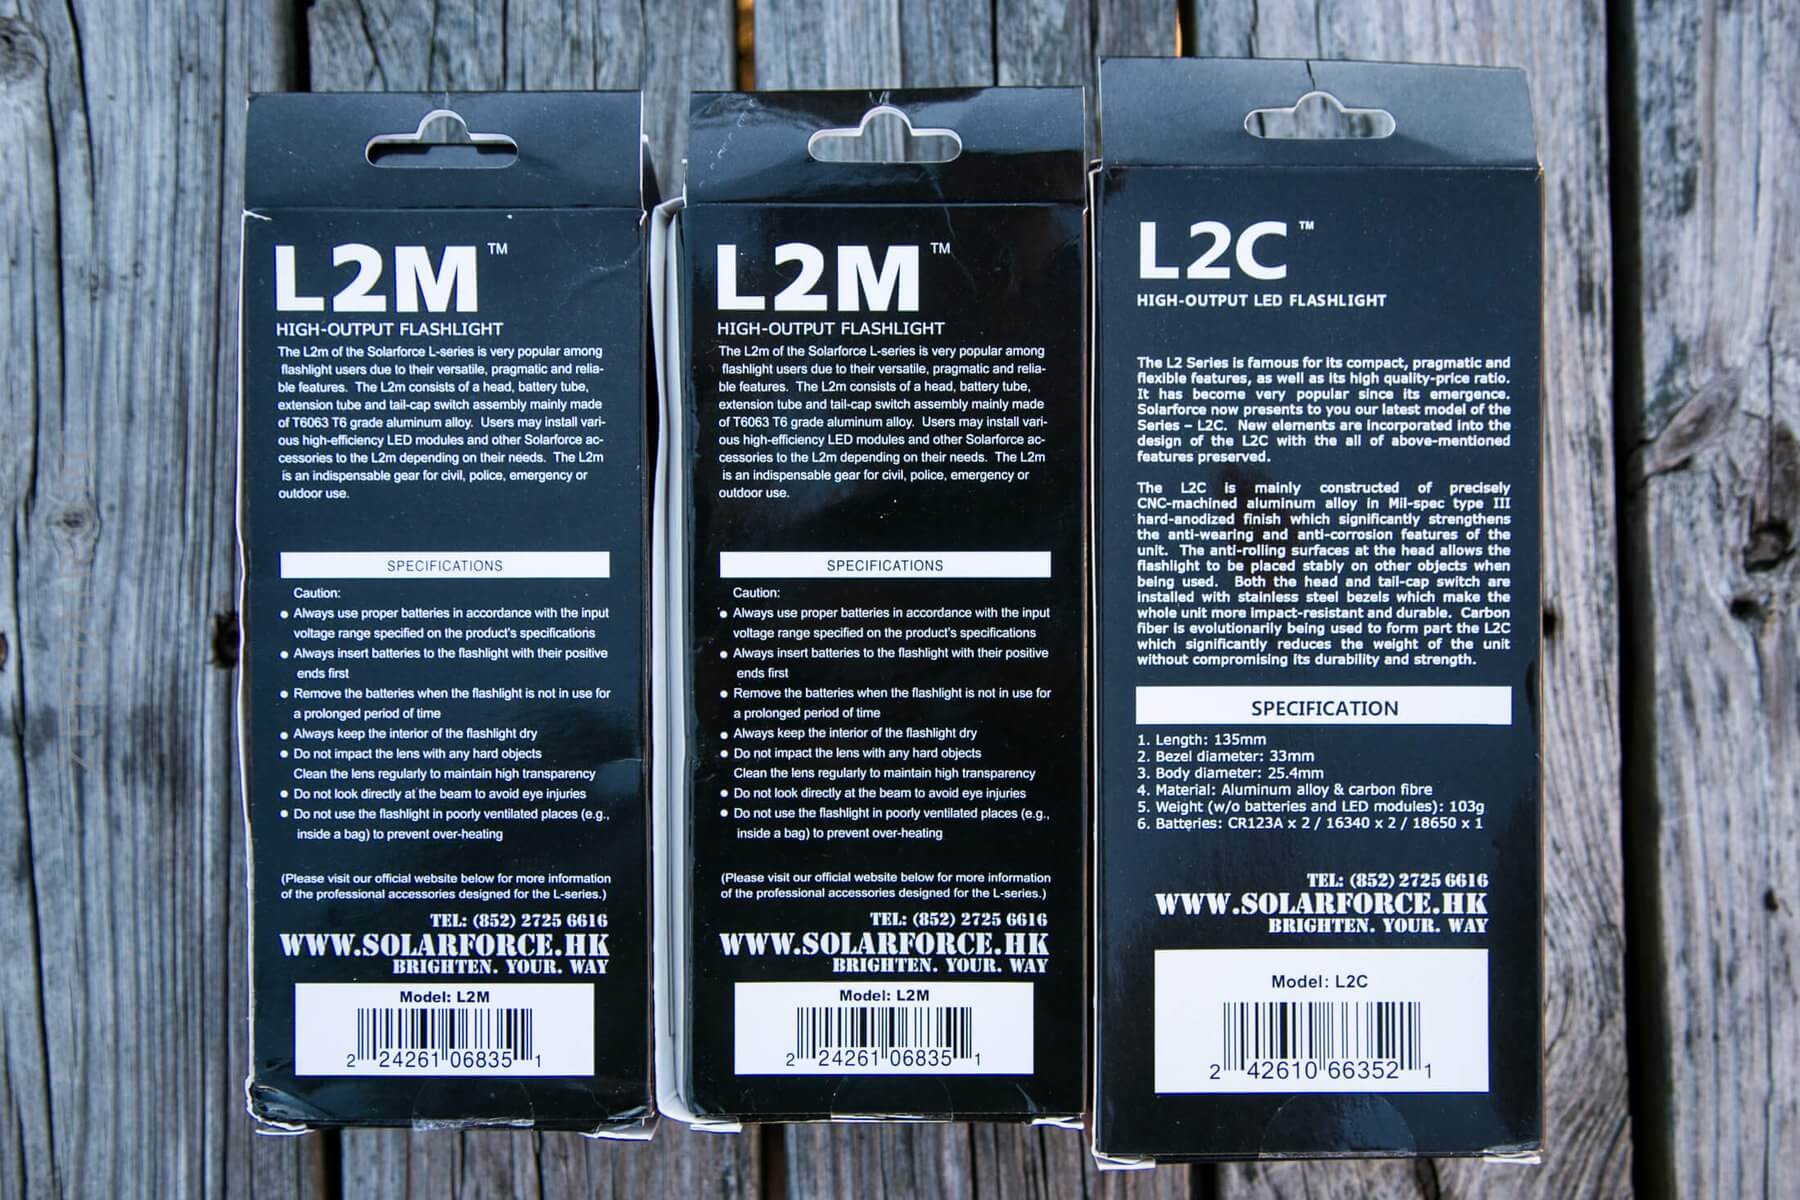 L2M™
HIGH-OUTPUT FLASHLIGHT
The L2m of the Solarforce L-series is very popular among
flashlight users due to their versatile, pragmatic and relia-
ble features. The L2m consists of a head, battery tube,
extension tube and tail-cap switch assembly mainly made
of T6063 T6 grade aluminum alloy. Users may install vari-
ous high-efficiency LED modules and other Solarforce ac-
cessories to the L2m depending on their needs. The L2m
is an indispensable gear for civil, police, emergency or
outdoor use.
SPECIFICATIONS
Caution:
● Always use proper batteries in accordance with the input
voltage range specified on the product's specifications
● Always insert batteries to the flashlight with their positive
ends first
● Remove the batteries when the flashlight is not in use for
a prolonged period of time
● Always keep the interior of the flashlight dry
● Do not impact the lens with any hard objects
Clean the lens regularly to maintain high transparency
● Do not look directly at the beam to avoid eye injuries
● Do not use the flashlight in poorly ventilated places (e.g.,
inside a bag) to prevent over-heating
(Please visit our official website below for more information
of the professional accessories designed for the L-series.)
TEL: (852) 2725 6616
WWW.SOLARFORCE.HK
BRIGHTEN. YOUR. WAY
Model: L2M
2 24261 06835 1
L2M™
HIGH-OUTPUT FLASHLIGHT
The L2m of the Solarforce L-series is very popular among
flashlight users due to their versatile, pragmatic and relia-
ble features. The L2m consists of a head, battery tube,
extension tube and tail-cap switch assembly mainly made
of T6063 T6 grade aluminum alloy. Users may install vari-
ous high-efficiency LED modules and other Solarforce ac-
cessories to the L2m depending on their needs. The L2m
is an indispensable gear for civil, police, emergency or
outdoor use.
SPECIFICATIONS
Caution:
● Always use proper batteries in accordance with the input
voltage range specified on the product's specifications
● Always insert batteries to the flashlight with their positive
ends first
● Remove the batteries when the flashlight is not in use for
a prolonged period of time
● Always keep the interior of the flashlight dry
● Do not impact the lens with any hard objects
Clean the lens regularly to maintain high transparency
● Do not look directly at the beam to avoid eye injuries
● Do not use the flashlight in poorly ventilated places (e.g.,
inside a bag) to prevent over-heating
(Please visit our official website below for more information
of the professional accessories designed for the L-series.)
TEL: (852) 2725 6616
WWW.SOLARFORCE.HK
BRIGHTEN. YOUR. WAY
Model: L2M
2 24261 06835 1
L2C™
HIGH-OUTPUT LED FLASHLIGHT
The L2 Series is famous for its compact, pragmatic and
flexible features, as well as its high quality-price ratio.
It has become very popular since its emergence.
Solarforce now presents to you our latest model of the
Series – L2C. New elements are incorporated into the
design of the L2C with the all of above-mentioned
features preserved.
The L2C is mainly constructed of precisely
CNC-machined aluminum alloy in Mil-spec type III
hard-anodized finish which significantly strengthens
the anti-wearing and anti-corrosion features of the
unit. The anti-rolling surfaces at the head allows the
flashlight to be placed stably on other objects when
being used. Both the head and tail-cap switch are
installed with stainless steel bezels which make the
whole unit more impact-resistant and durable. Carbon
fiber is evolutionarily being used to form part the L2C
which significantly reduces the weight of the unit
without compromising its durability and strength.
SPECIFICATION
1. Length: 135mm
2. Bezel diameter: 33mm
3. Body diameter: 25.4mm
4. Material: Aluminum alloy & carbon fibre
5. Weight (w/o batteries and LED modules): 103g
6. Batteries: CR123A x 2 / 16340 x 2 / 18650 x 1
TEL: (852) 2725 6616
WWW.SOLARFORCE.HK
BRIGHTEN. YOUR. WAY
Model: L2C
2 42610 66352 1